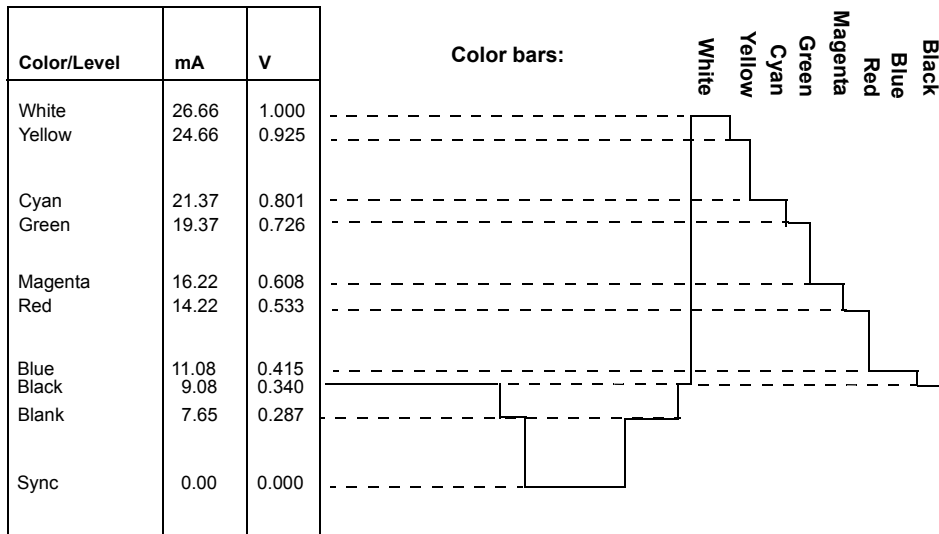 Color/Level mA V
White 26.66 1.000
Yellow 24.66 0.925
Cyan 21.37 0.801
Green 19.37 0.726
Magenta 16.22 0.608
Red 14.22 0.533
Blue 11.08 0.415
Black 9.08 0.340
Blank 7.65 0.287
Sync 0.00 0.000
Color bars:
White
Yellow
Cyan
Green
Magenta
Red
Blue
Black